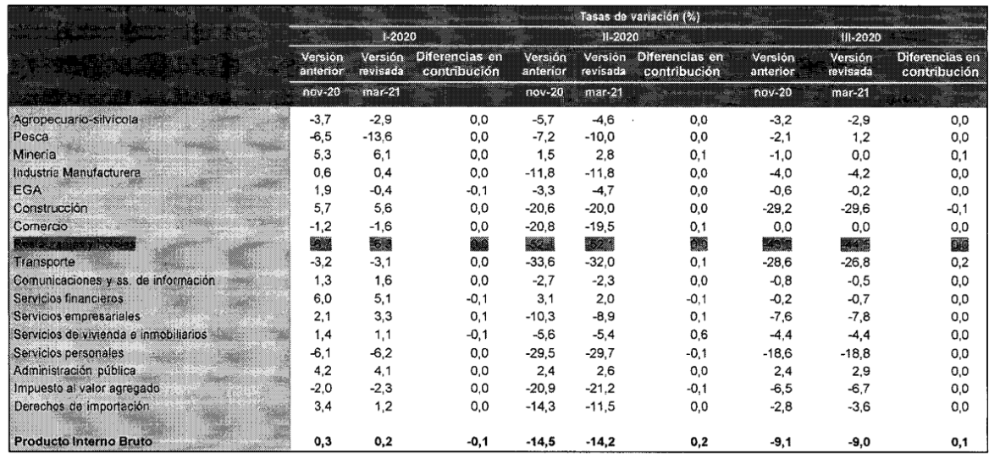 Tasas de variación (%)
I-2020 II-2020 III-2020
Versión anterior Versión revisada Diferencias en contribución Versión anterior Versión revisada Diferencias en contribución Versión anterior Versión revisada Diferencias en contribución
nov-20 mar-21 nov-20 mar-21 nov-20 mar-21
Agropecuario-silvícola -3,7 -2,9 0,0 -5,7 -4,6 0,0 -3,2 -2,9 0,0
Pesca -6,5 -13,6 0,0 -7,2 -10,0 0,0 -2,1 1,2 0,0
Minería 5,3 6,1 0,0 1,5 2,8 0,1 -1,0 0,0 0,1
Industria Manufacturera 0,6 0,4 0,0 -11,8 -11,8 0,0 -4,0 -4,2 0,0
EGA 1,9 -0,4 -0,1 -3,3 -4,7 0,0 -0,6 -0,2 0,0
Construcción 5,7 5,6 0,0 -20,6 -20,0 0,0 -29,2 -29,6 -0,1
Comercio -1,2 -1,6 0,0 -20,8 -19,5 0,1 0,0 0,0 0,0
Restaurantes y hoteles
Transporte -3,2 -3,1 0,0 -33,6 -32,0 0,1 -28,6 -26,8 0,2
Comunicaciones y ss. de información 1,3 1,6 0,0 -2,7 -2,3 0,0 -0,8 -0,5 0,0
Servicios financieros 6,0 5,1 -0,1 3,1 2,0 -0,1 -0,2 -0,7 0,0
Servicios empresariales 2,1 3,3 0,1 -10,3 -8,9 0,1 -7,6 -7,8 0,0
Servicios de vivienda e inmobiliarios 1,4 1,1 -0,1 -5,6 -5,4 0,6 -4,4 -4,4 0,0
Servicios personales -6,1 -6,2 0,0 -29,5 -29,7 -0,1 -18,6 -18,8 0,0
Administración pública 4,2 4,1 0,0 2,4 2,6 0,0 2,4 2,9 0,0
Impuesto al valor agregado -2,0 -2,3 0,0 -20,9 -21,2 -0,1 -6,5 -6,7 0,0
Derechos de importación 3,4 1,2 0,0 -14,3 -11,5 0,0 -2,8 -3,6 0,0
Producto Interno Bruto 0,3 0,2 -0,1 -14,5 -14,2 0,2 -9,1 -9,0 0,1